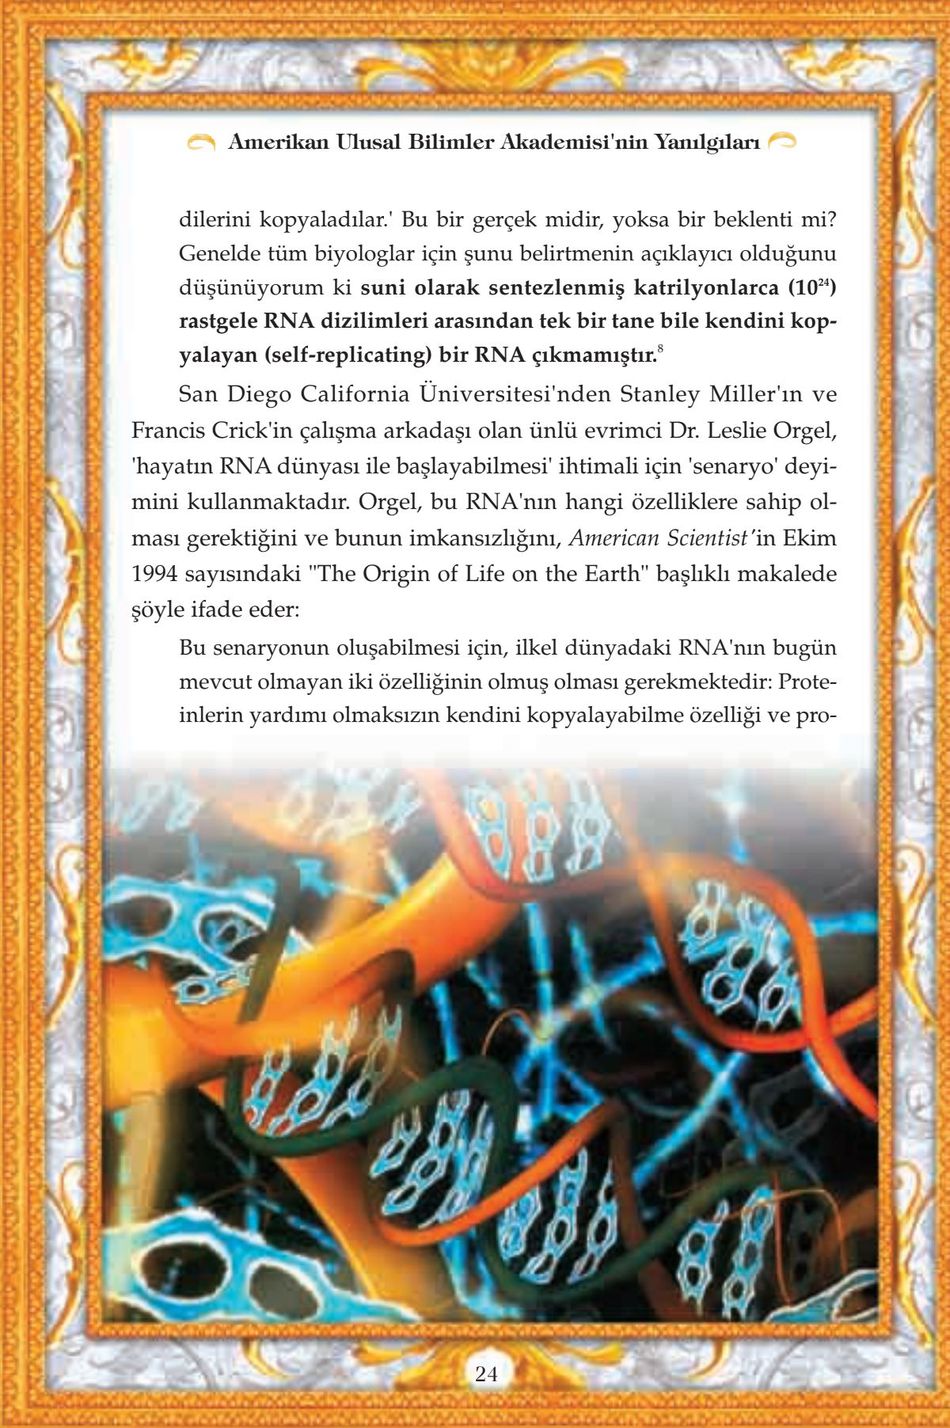 Amerikan Ulusal Bilimler Akademisi'nin Yanılgıları
dilerini kopyaladılar.' Bu bir gerçek midir, yoksa bir beklenti mi?
Genelde tüm biyologlar için şunu belirtmenin açıklayıcı olduğunu
düşünüyorum ki suni olarak sentezlenmiş katrilyonlarca (10²⁴)
rastgele RNA dizilimleri arasından tek bir tane bile kendini kop-
yalayan (self-replicating) bir RNA çıkmamıştır.⁸
San Diego California Üniversitesi'nden Stanley Miller'ın ve
Francis Crick'in çalışma arkadaşı olan ünlü evrimci Dr. Leslie Orgel,
'hayatın RNA dünyası ile başlayabilmesi' ihtimali için 'senaryo' deyi-
mini kullanmaktadır. Orgel, bu RNA'nın hangi özelliklere sahip ol-
ması gerektiğini ve bunun imkansızlığını, American Scientist'in Ekim
1994 sayısındaki "The Origin of Life on the Earth" başlıklı makalede
şöyle ifade eder:
Bu senaryonun oluşabilmesi için, ilkel dünyadaki RNA'nın bugün
mevcut olmayan iki özelliğinin olmuş olması gerekmektedir: Prote-
inlerin yardımı olmaksızın kendini kopyalayabilme özelliği ve pro-
24